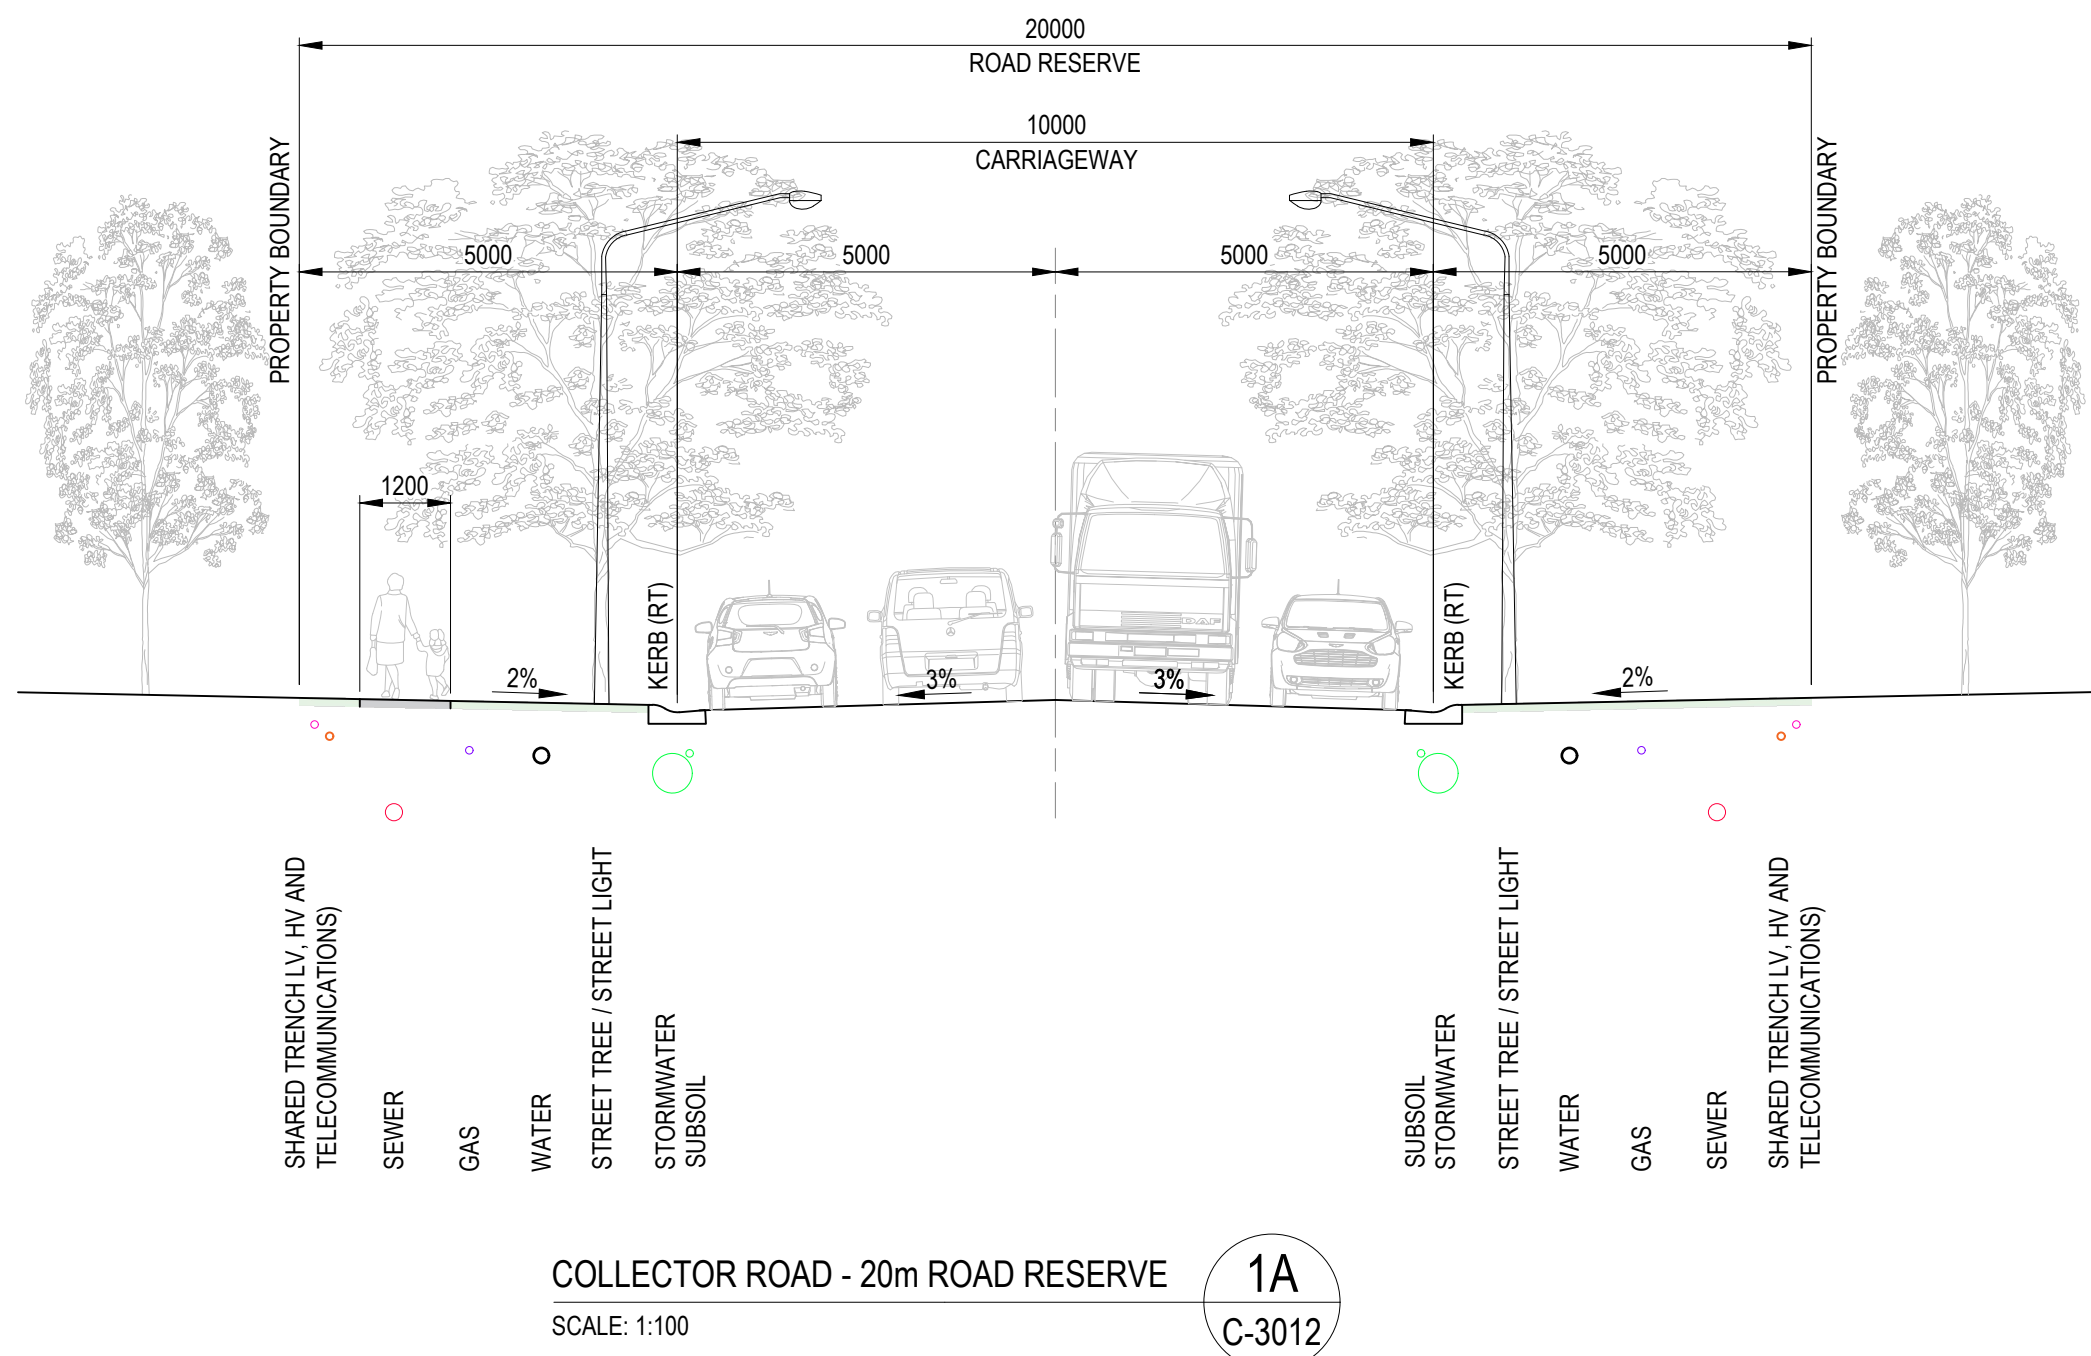 20000
ROAD RESERVE
10000
CARRIAGEWAY
PROPERTY BOUNDARY
PROPERTY BOUNDARY
5000
5000
5000
5000
1200
KERB (RT)
KERB (RT)
DAF
2%
3%
3%
2%
SHARED TRENCH LV, HV AND
TELECOMMUNICATIONS)
SEWER
GAS
WATER
STREET TREE / STREET LIGHT
STORMWATER
SUBSOIL
SUBSOIL
STORMWATER
STREET TREE / STREET LIGHT
WATER
GAS
SEWER
SHARED TRENCH LV, HV AND
TELECOMMUNICATIONS)
COLLECTOR ROAD - 20m ROAD RESERVE
SCALE: 1:100
1A
C-3012